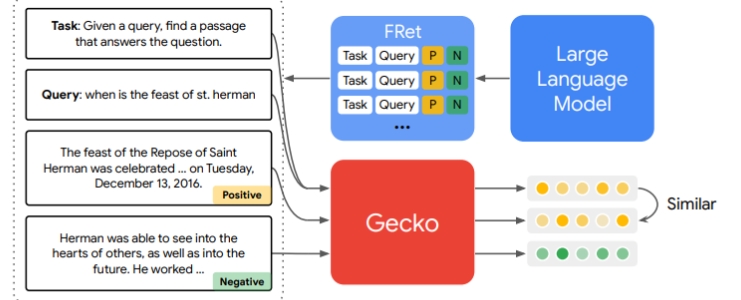 Task: Given a query, find a passage
that answers the question.
Query: when is the feast of st. herman
The feast of the Repose of Saint
Herman was celebrated ... on Tuesday,
December 13, 2016.
Positive
Herman was able to see into the
hearts of others, as well as into the
future. He worked ...
Negative
FRet
Task Query P N
Task Query P N
Task Query P N
...
Large
Language
Model
Gecko
Similar